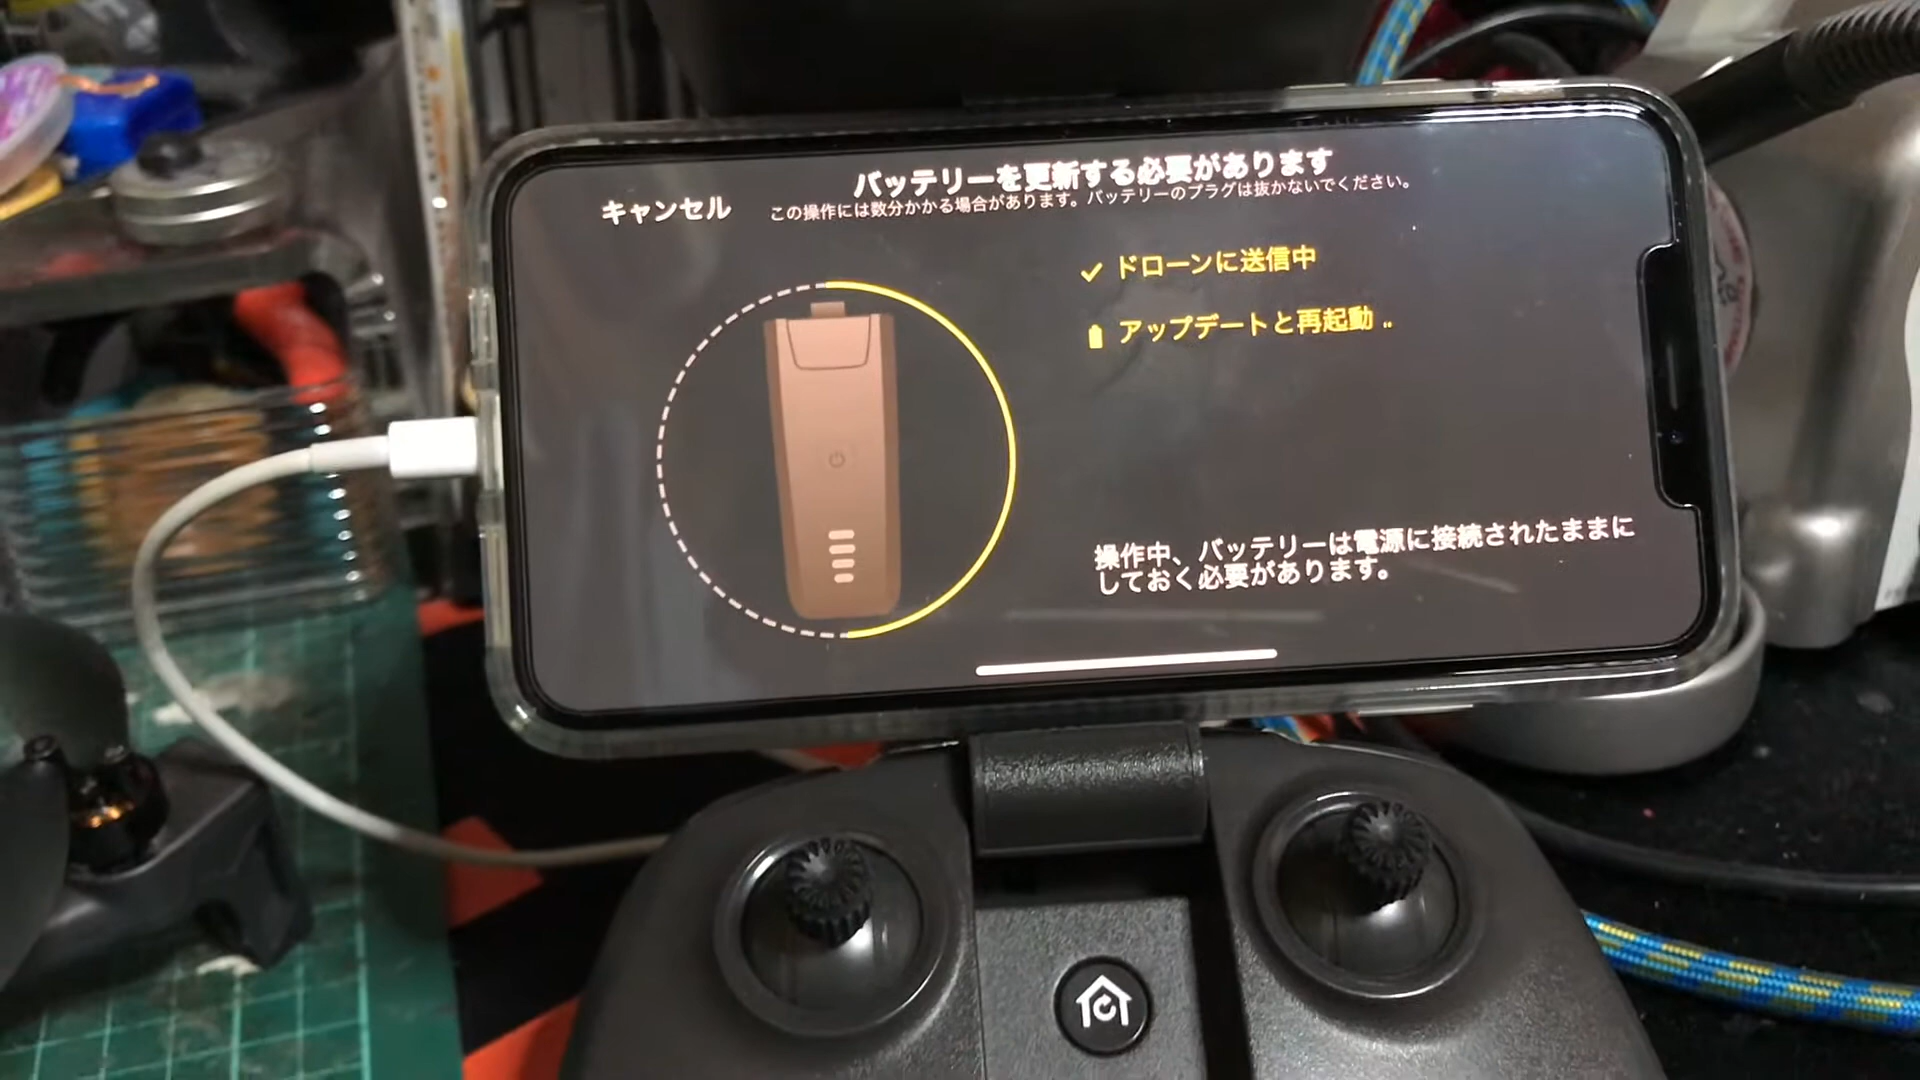 バッテリーを更新する必要があります
キャンセル
この操作には数分かかる場合があります。バッテリーのプラグは抜かないでください。
ドローンに送信中
アップデートと再起動 ..
操作中、バッテリーは電源に接続されたままに
しておく必要があります。